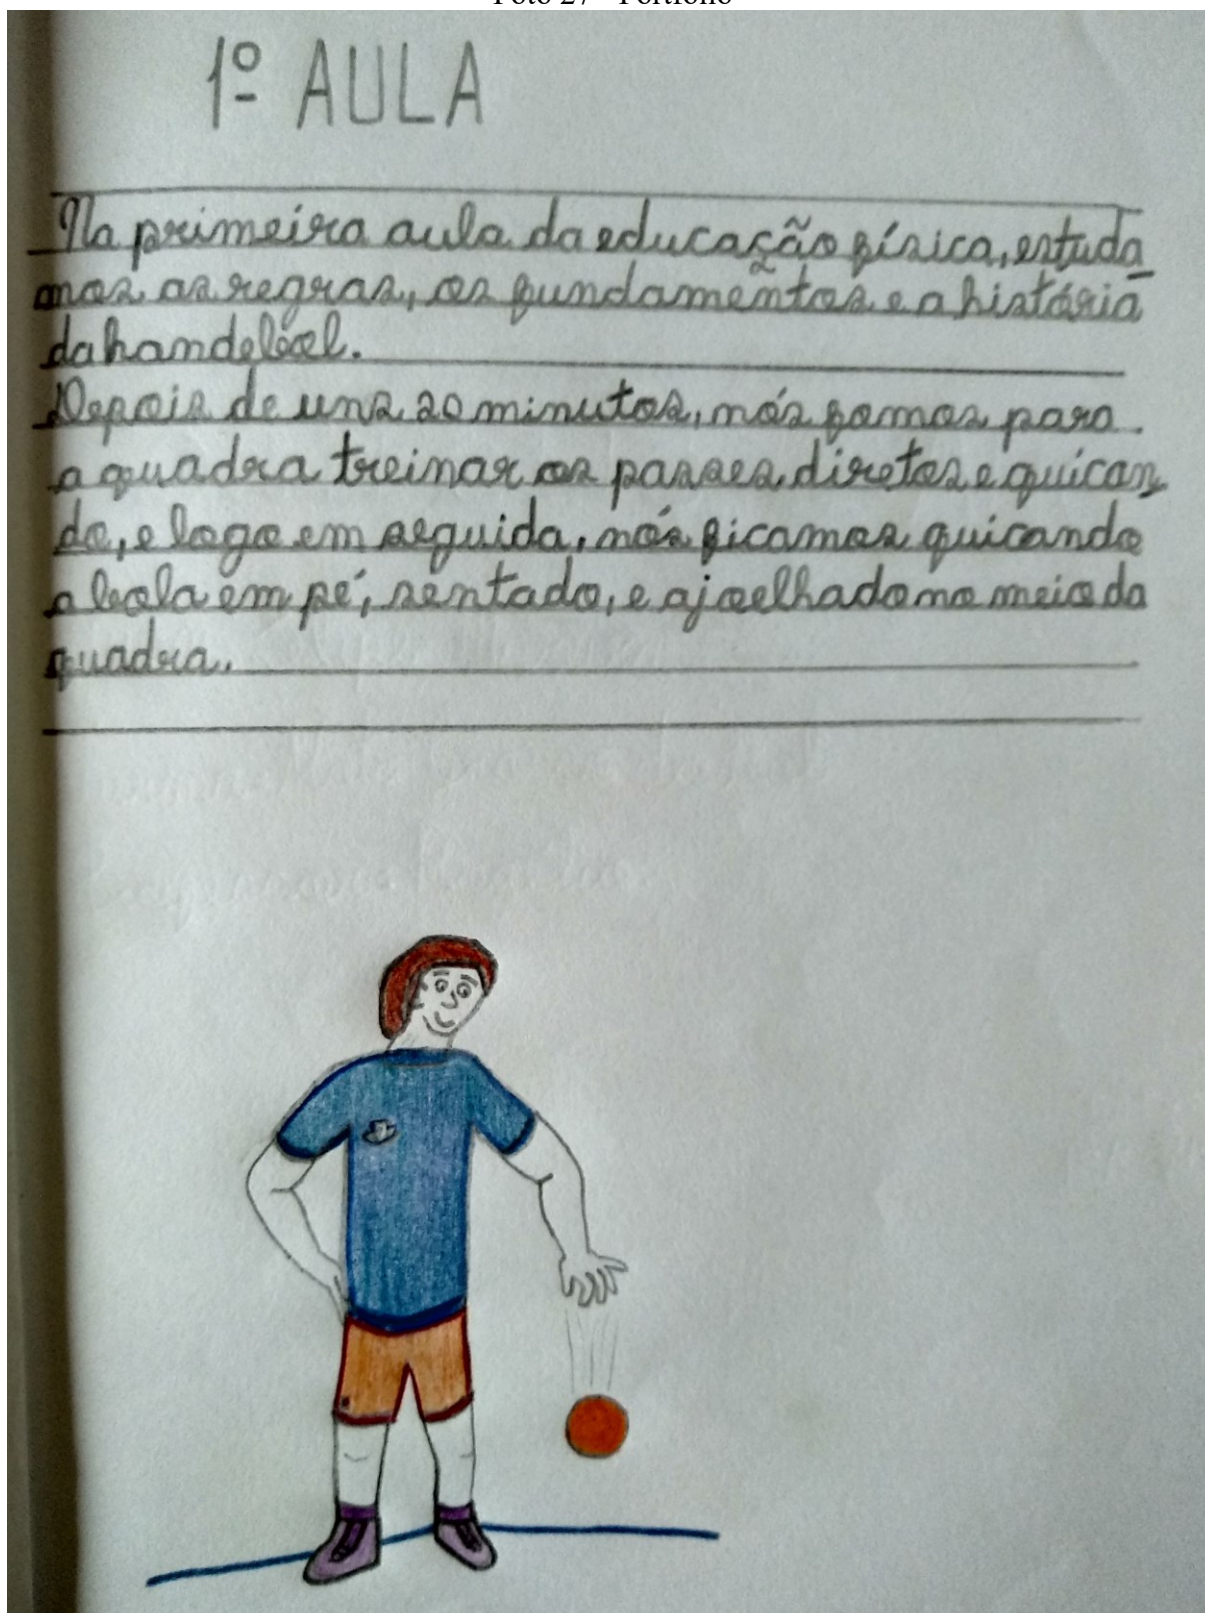 Foto 27 - Portfólio
1º AULA
Na primeira aula da educação física, estuda
mos as regras, os fundamentos e a história
da handebol.
Depois de uns 20 minutos, nós fomos para
a quadra treinar os passes diretos e quican
do, e logo em seguida, nós ficamos quicando
a bola em pé, sentado, e ajoelhado no meio da
quadra.